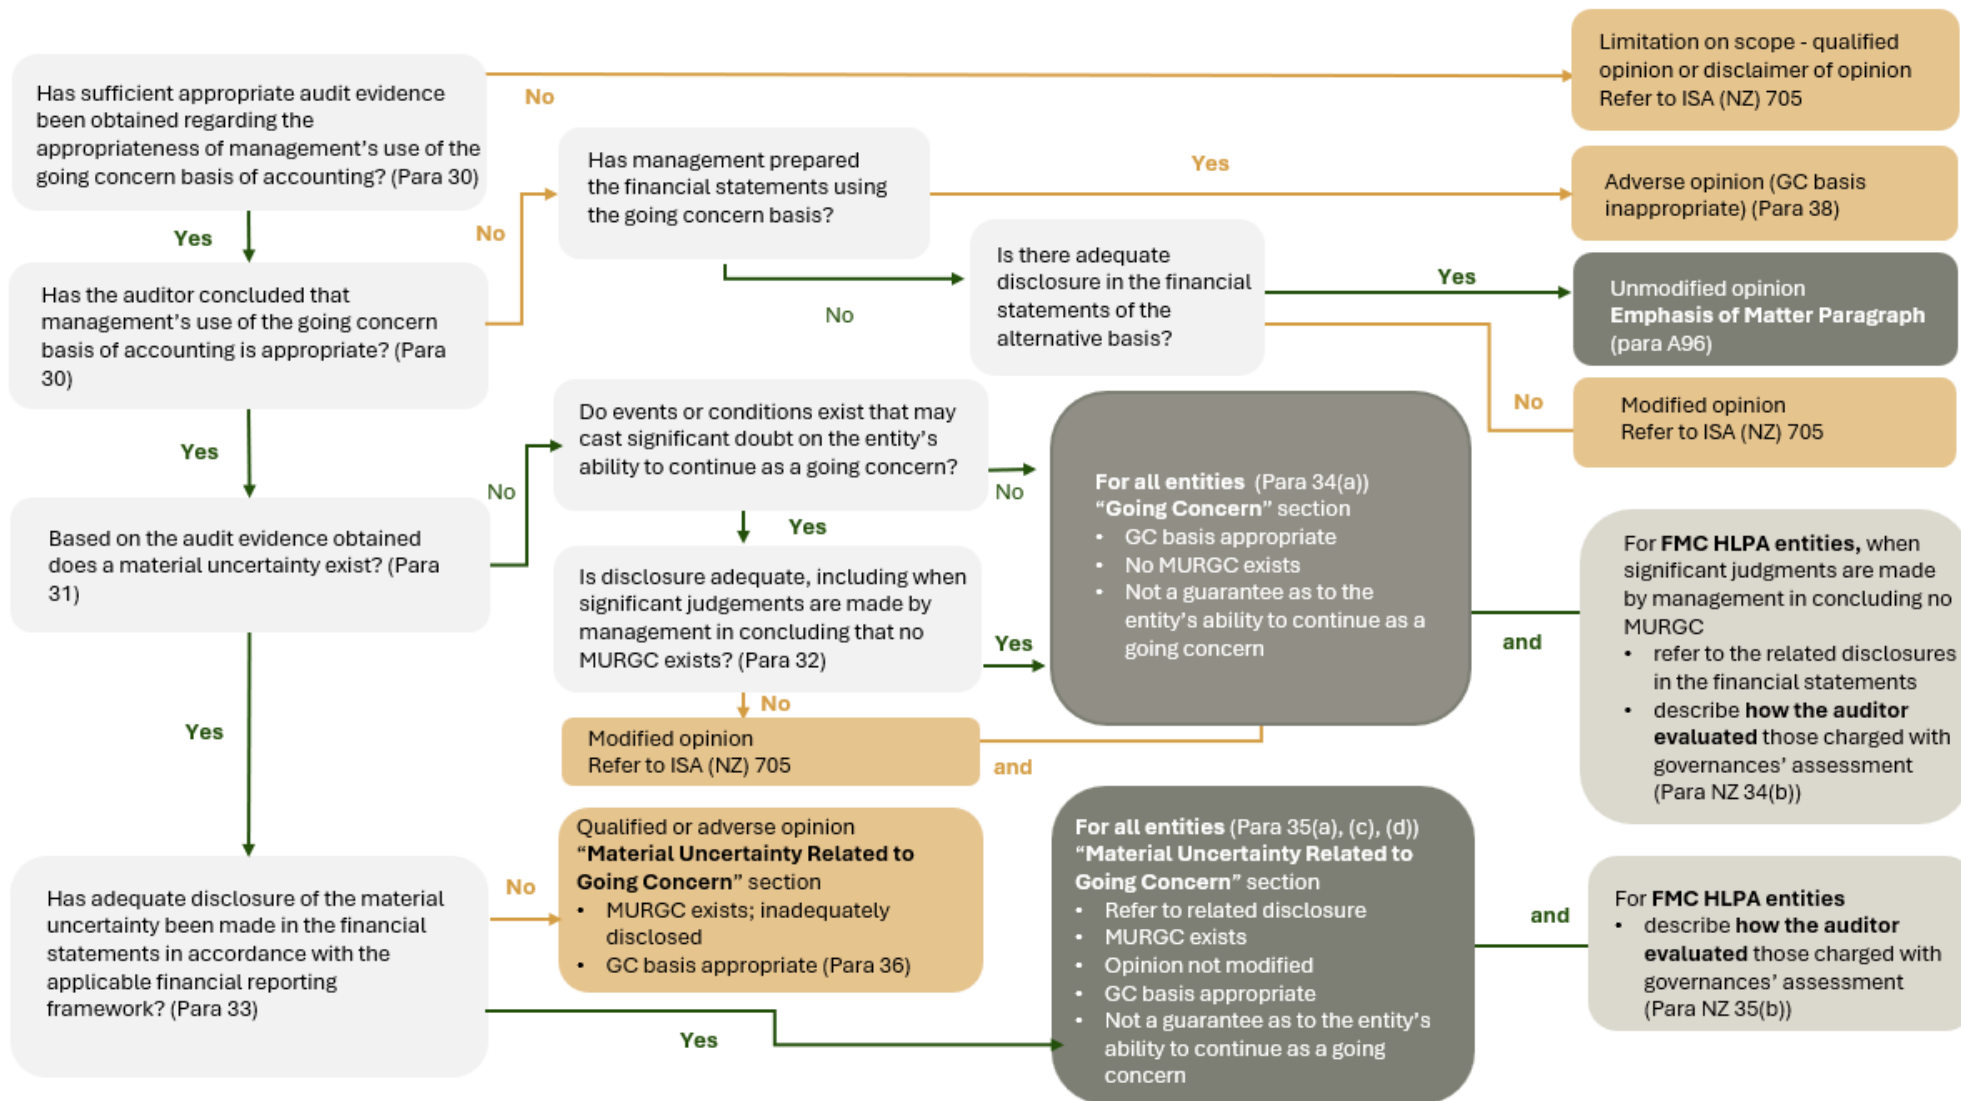 Has sufficient appropriate audit evidence
been obtained regarding the
appropriateness of management's use of the
going concern basis of accounting? (Para 30)
No
Limitation on scope - qualified
opinion or disclaimer of opinion
Refer to ISA (NZ) 705
Yes
Has the auditor concluded that
management's use of the going concern
basis of accounting is appropriate? (Para
30)
No
Has management prepared
the financial statements using
the going concern basis?
Yes
Adverse opinion (GC basis
inappropriate) (Para 38)
No
Is there adequate
disclosure in the financial
statements of the
alternative basis?
Yes
Unmodified opinion
Emphasis of Matter Paragraph
(para A96)
No
Modified opinion
Refer to ISA (NZ) 705
Yes
Based on the audit evidence obtained
does a material uncertainty exist? (Para
31)
No
Do events or conditions exist that may
cast significant doubt on the entity's
ability to continue as a going concern?
No
Yes
Is disclosure adequate, including when
significant judgements are made by
management in concluding that no
MURGC exists? (Para 32)
Yes
No
Modified opinion
Refer to ISA (NZ) 705
and
For all entities (Para 34(a))
“Going Concern” section
• GC basis appropriate
• No MURGC exists
• Not a guarantee as to the
entity's ability to continue as a
going concern
and
For FMC HLPA entities, when
significant judgments are made
by management in concluding no
MURGC
• refer to the related disclosures
in the financial statements
• describe how the auditor
evaluated those charged with
governances' assessment
(Para NZ 34(b))
Yes
Has adequate disclosure of the material
uncertainty been made in the financial
statements in accordance with the
applicable financial reporting
framework? (Para 33)
No
Qualified or adverse opinion
“Material Uncertainty Related to
Going Concern” section
• MURGC exists; inadequately
disclosed
• GC basis appropriate (Para 36)
Yes
For all entities (Para 35(a), (c), (d))
“Material Uncertainty Related to
Going Concern” section
• Refer to related disclosure
• MURGC exists
• Opinion not modified
• GC basis appropriate
• Not a guarantee as to the entity's
ability to continue as a going
concern
and
For FMC HLPA entities
• describe how the auditor
evaluated those charged with
governances' assessment
(Para NZ 35(b))